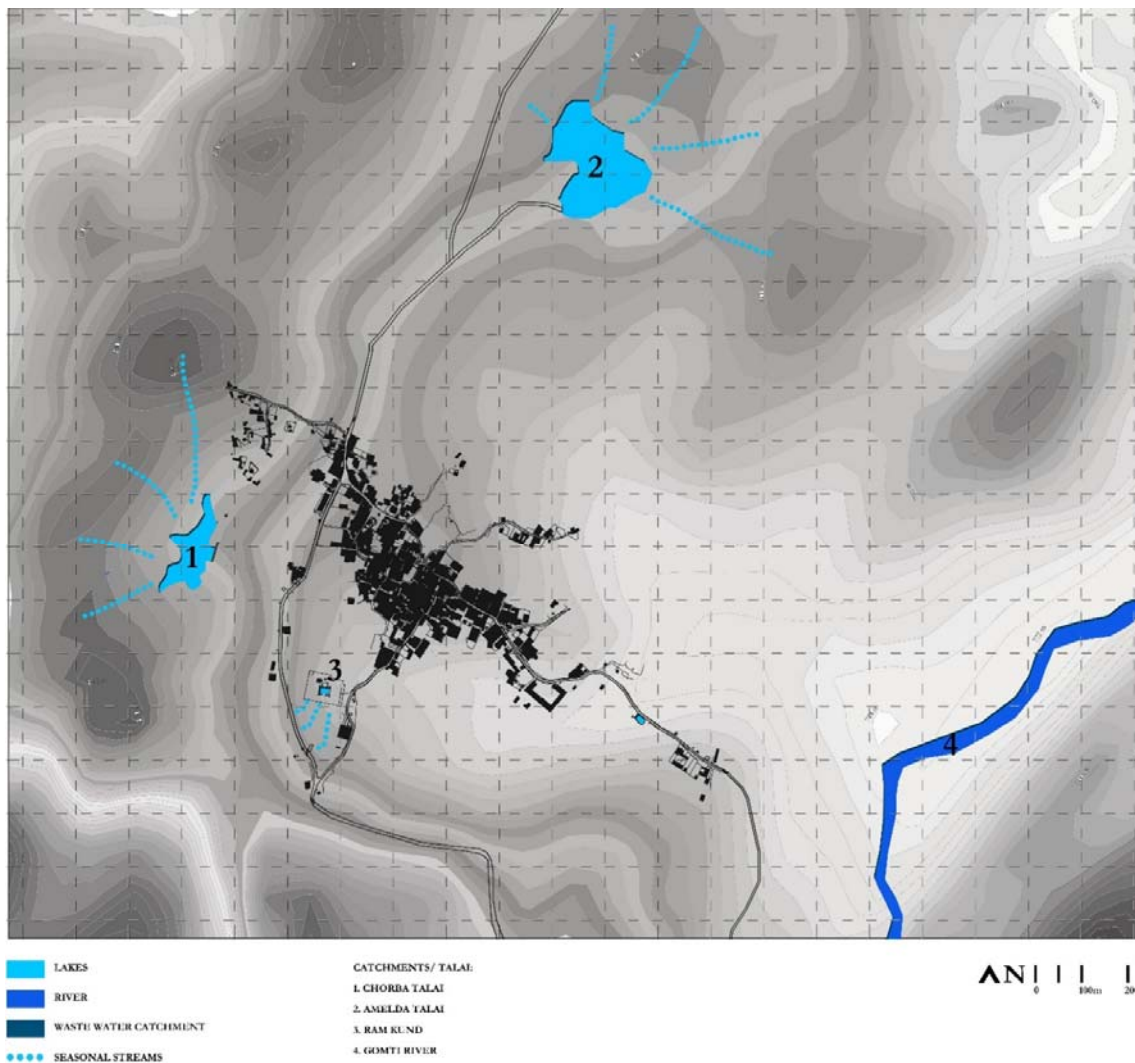 2
1
3
4
LAKES
RIVER
WASTE WATER CATCHMENT
SEASONAL STREAMS
CATCHMENTS/ TALAI:
1. CHORBA TALAI
2. AMELDA TALAI
3. RAM KUND
4. GOMTI RIVER
N
0 100m